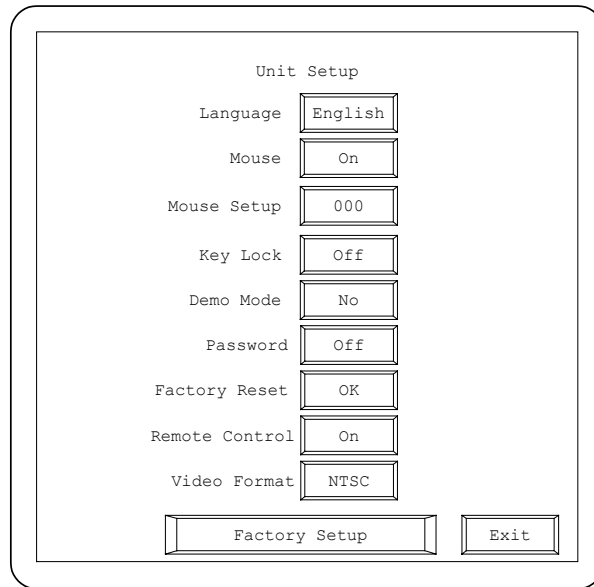 Unit Setup
Language English
Mouse On
Mouse Setup 000
Key Lock Off
Demo Mode No
Password Off
Factory Reset OK
Remote Control On
Video Format NTSC
Factory Setup Exit